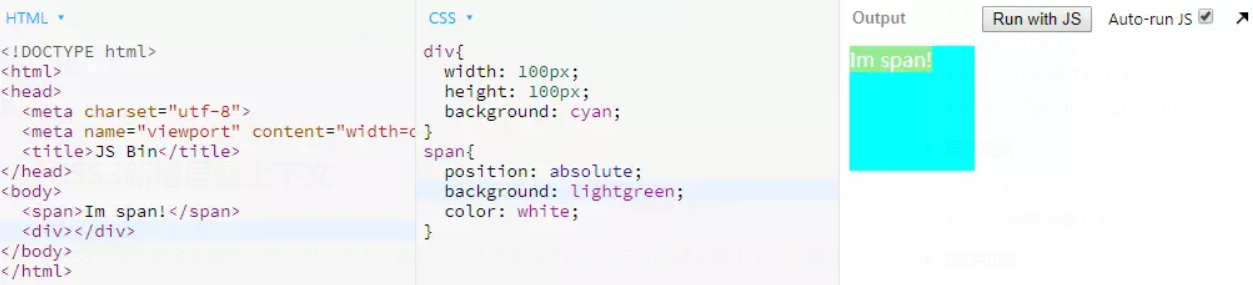 HTML ▾
<!DOCTYPE html>
<html>
<head>
<meta charset="utf-8">
<meta name="viewport" content="width=d
<title>JS Bin</title>
</head>
<body>
<span>Im span!</span>
<div></div>
</body>
</html>
CSS ▾
div{
width: 100px;
height: 100px;
background: cyan;
}
span{
position: absolute;
background: lightgreen;
color: white;
}
Output
Run with JS
Auto-run JS
Im span!